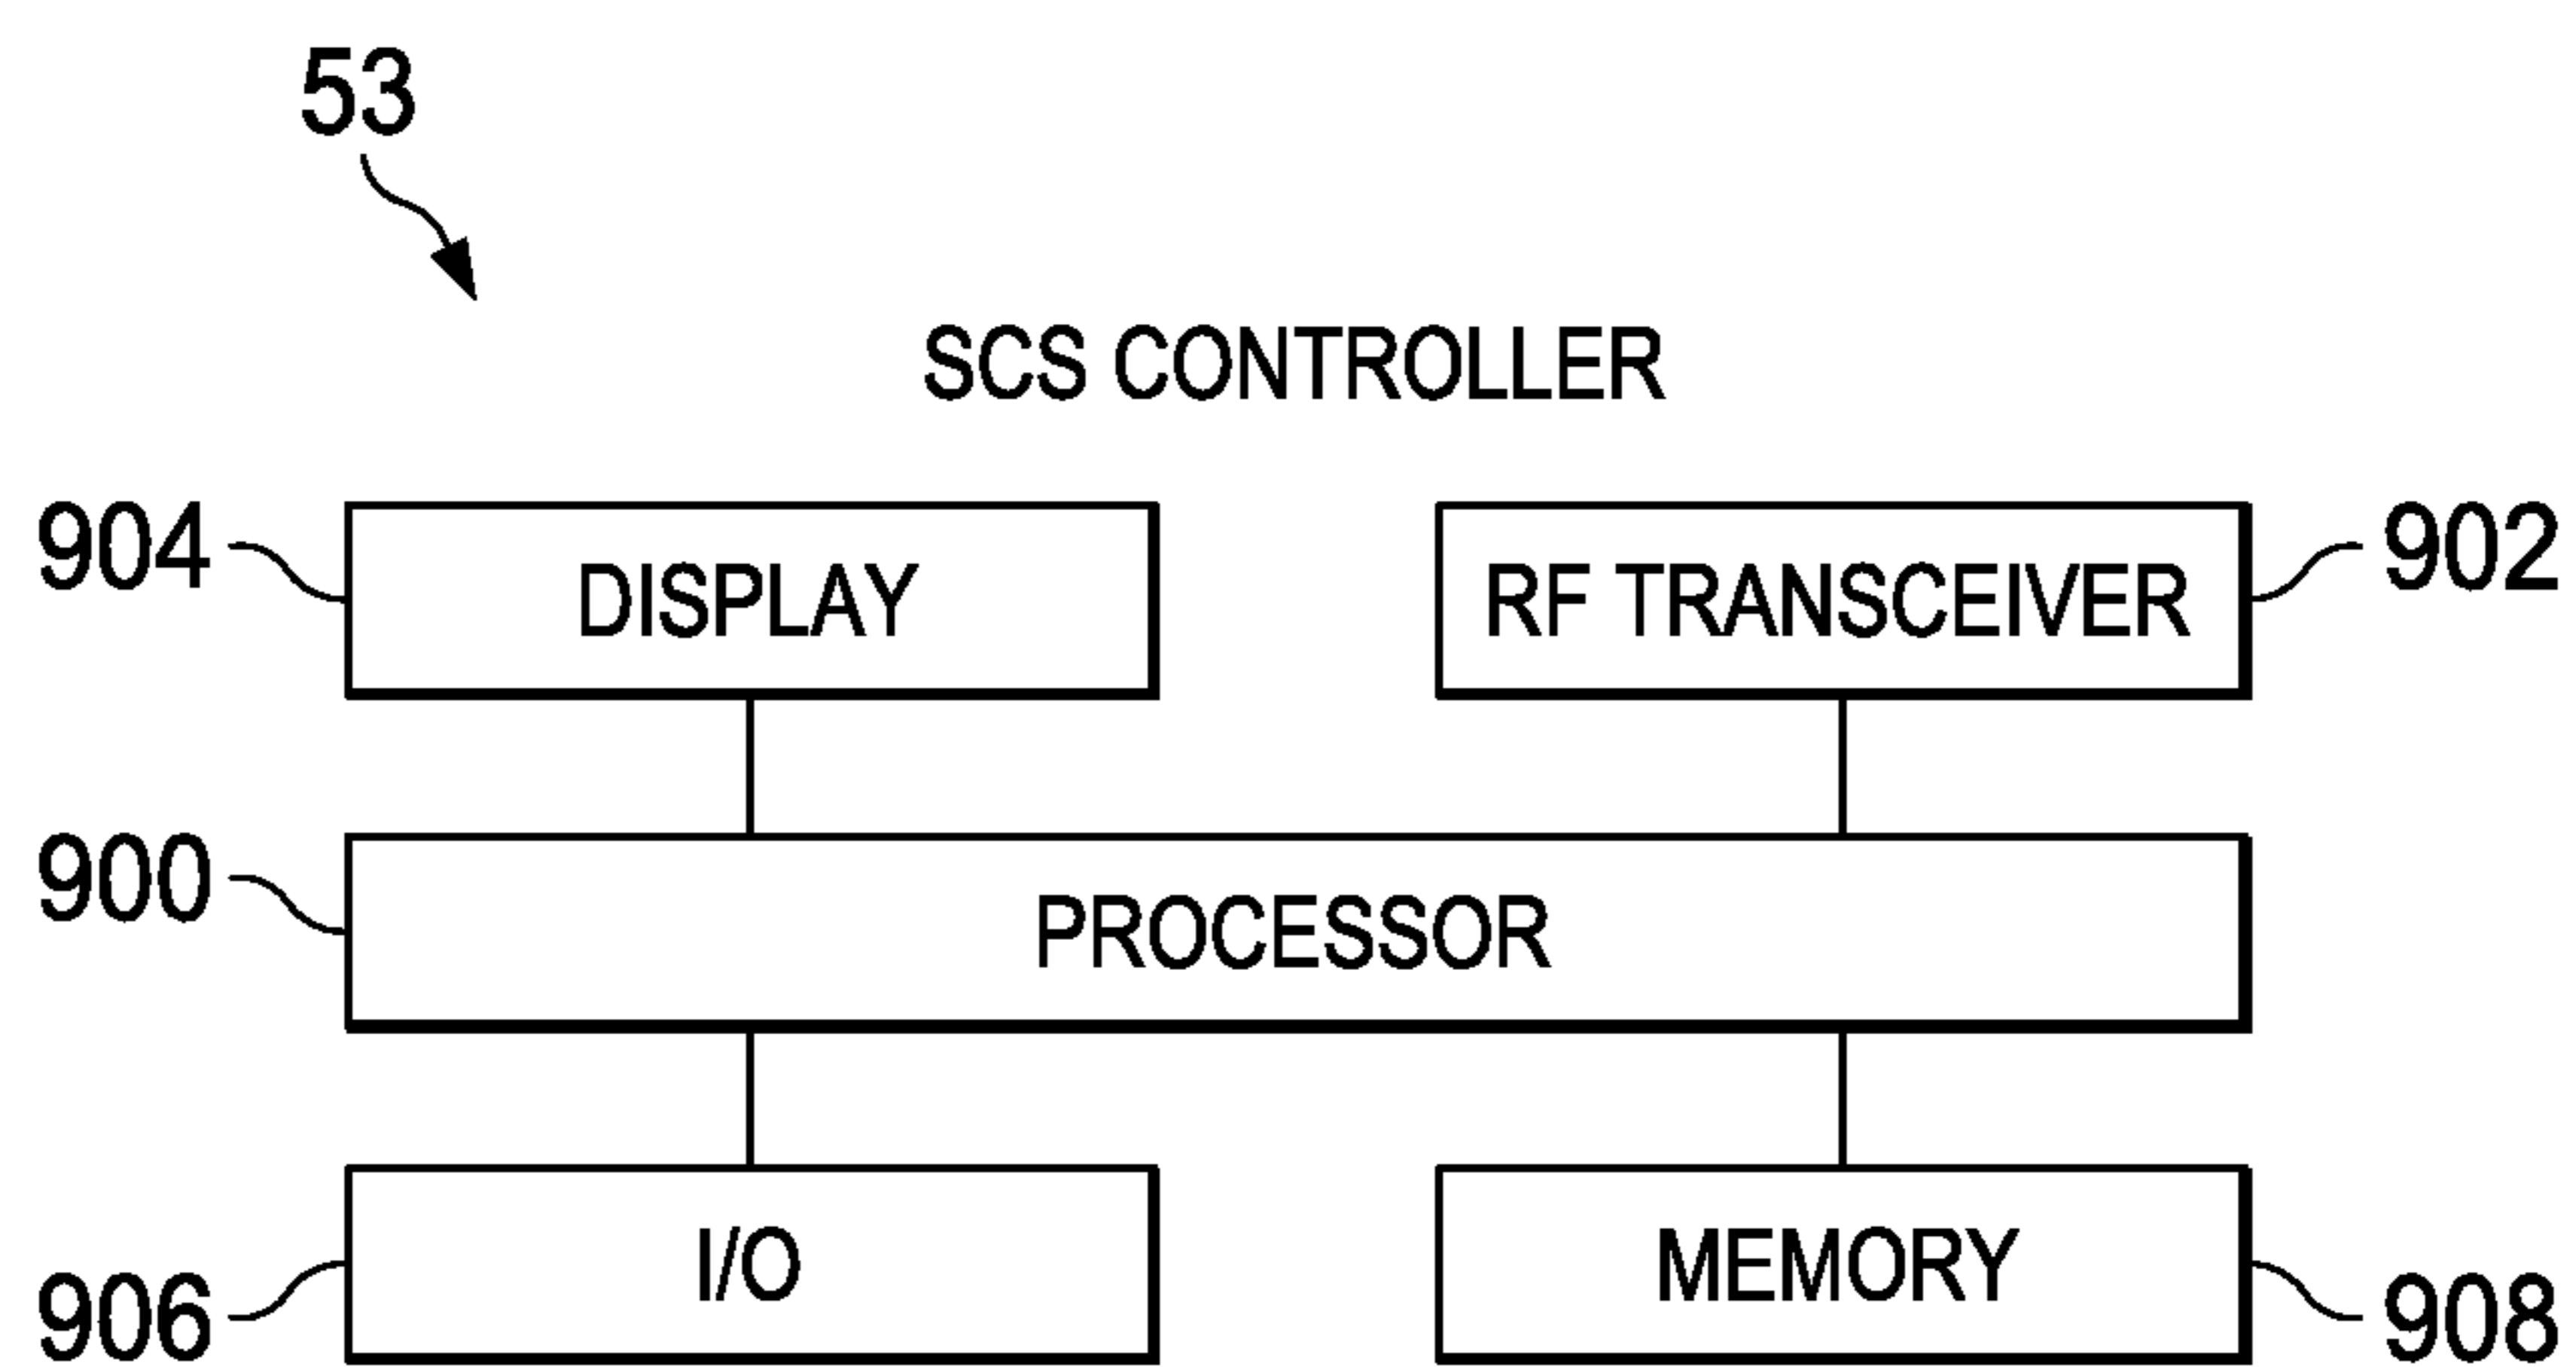 53
SCS CONTROLLER
904 DISPLAY RF TRANSCEIVER 902
900 PROCESSOR
906 I/O MEMORY 908